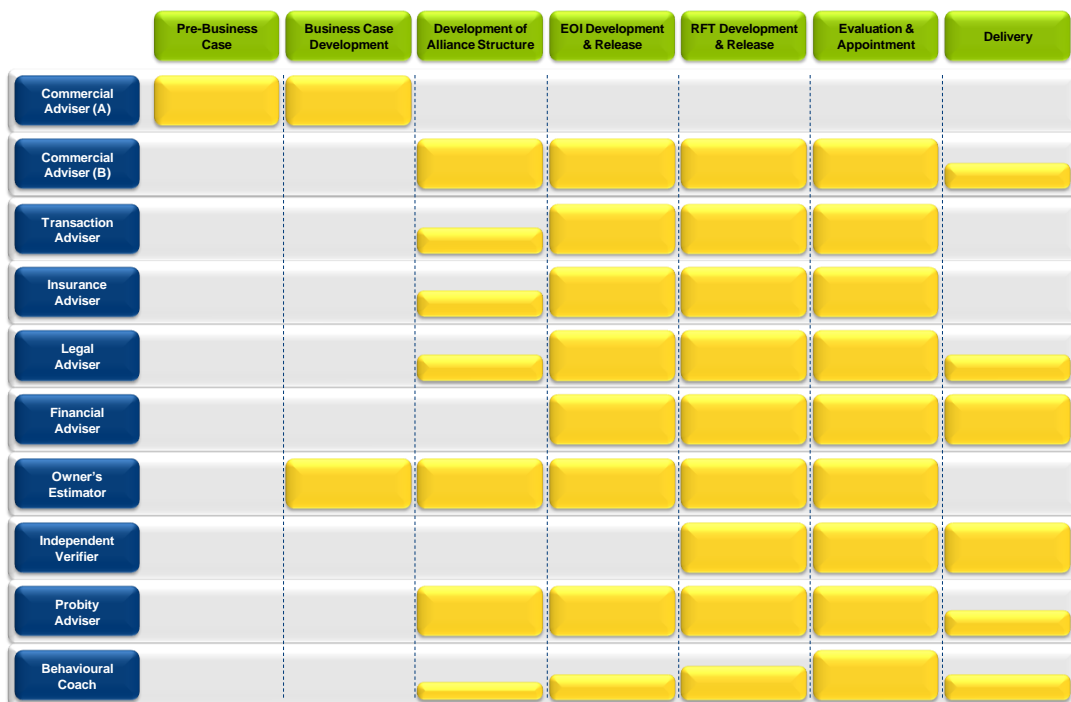 Pre-Business
Case
Business Case
Development
Development of
Alliance Structure
EOI Development
& Release
RFT Development
& Release
Evaluation &
Appointment
Delivery
Commercial
Adviser (A)
Commercial
Adviser (B)
Transaction
Adviser
Insurance
Adviser
Legal
Adviser
Financial
Adviser
Owner's
Estimator
Independent
Verifier
Probity
Adviser
Behavioural
Coach